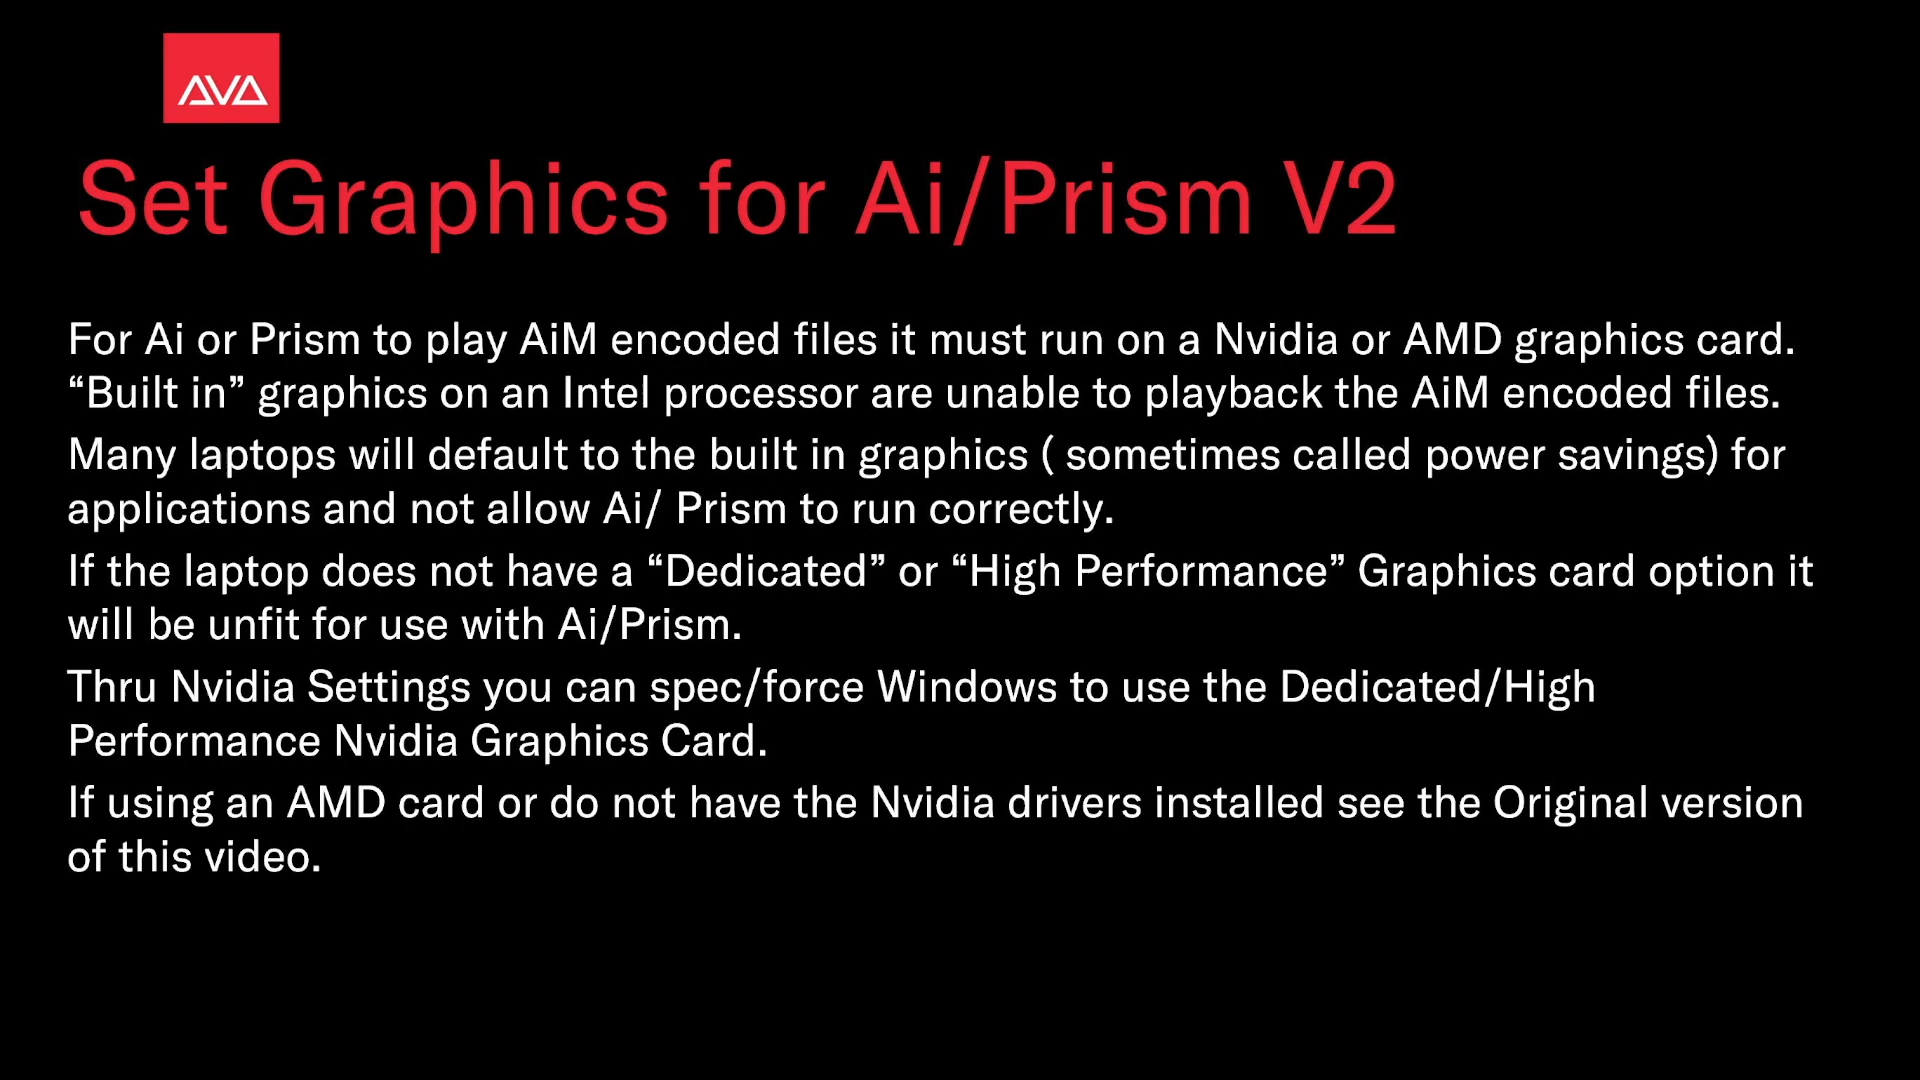 AVA
Set Graphics for Ai/Prism V2
For Ai or Prism to play AiM encoded files it must run on a Nvidia or AMD graphics card.
“Built in” graphics on an Intel processor are unable to playback the AiM encoded files.
Many laptops will default to the built in graphics ( sometimes called power savings) for
applications and not allow Ai/ Prism to run correctly.
If the laptop does not have a “Dedicated” or “High Performance” Graphics card option it
will be unfit for use with Ai/Prism.
Thru Nvidia Settings you can spec/force Windows to use the Dedicated/High
Performance Nvidia Graphics Card.
If using an AMD card or do not have the Nvidia drivers installed see the Original version
of this video.